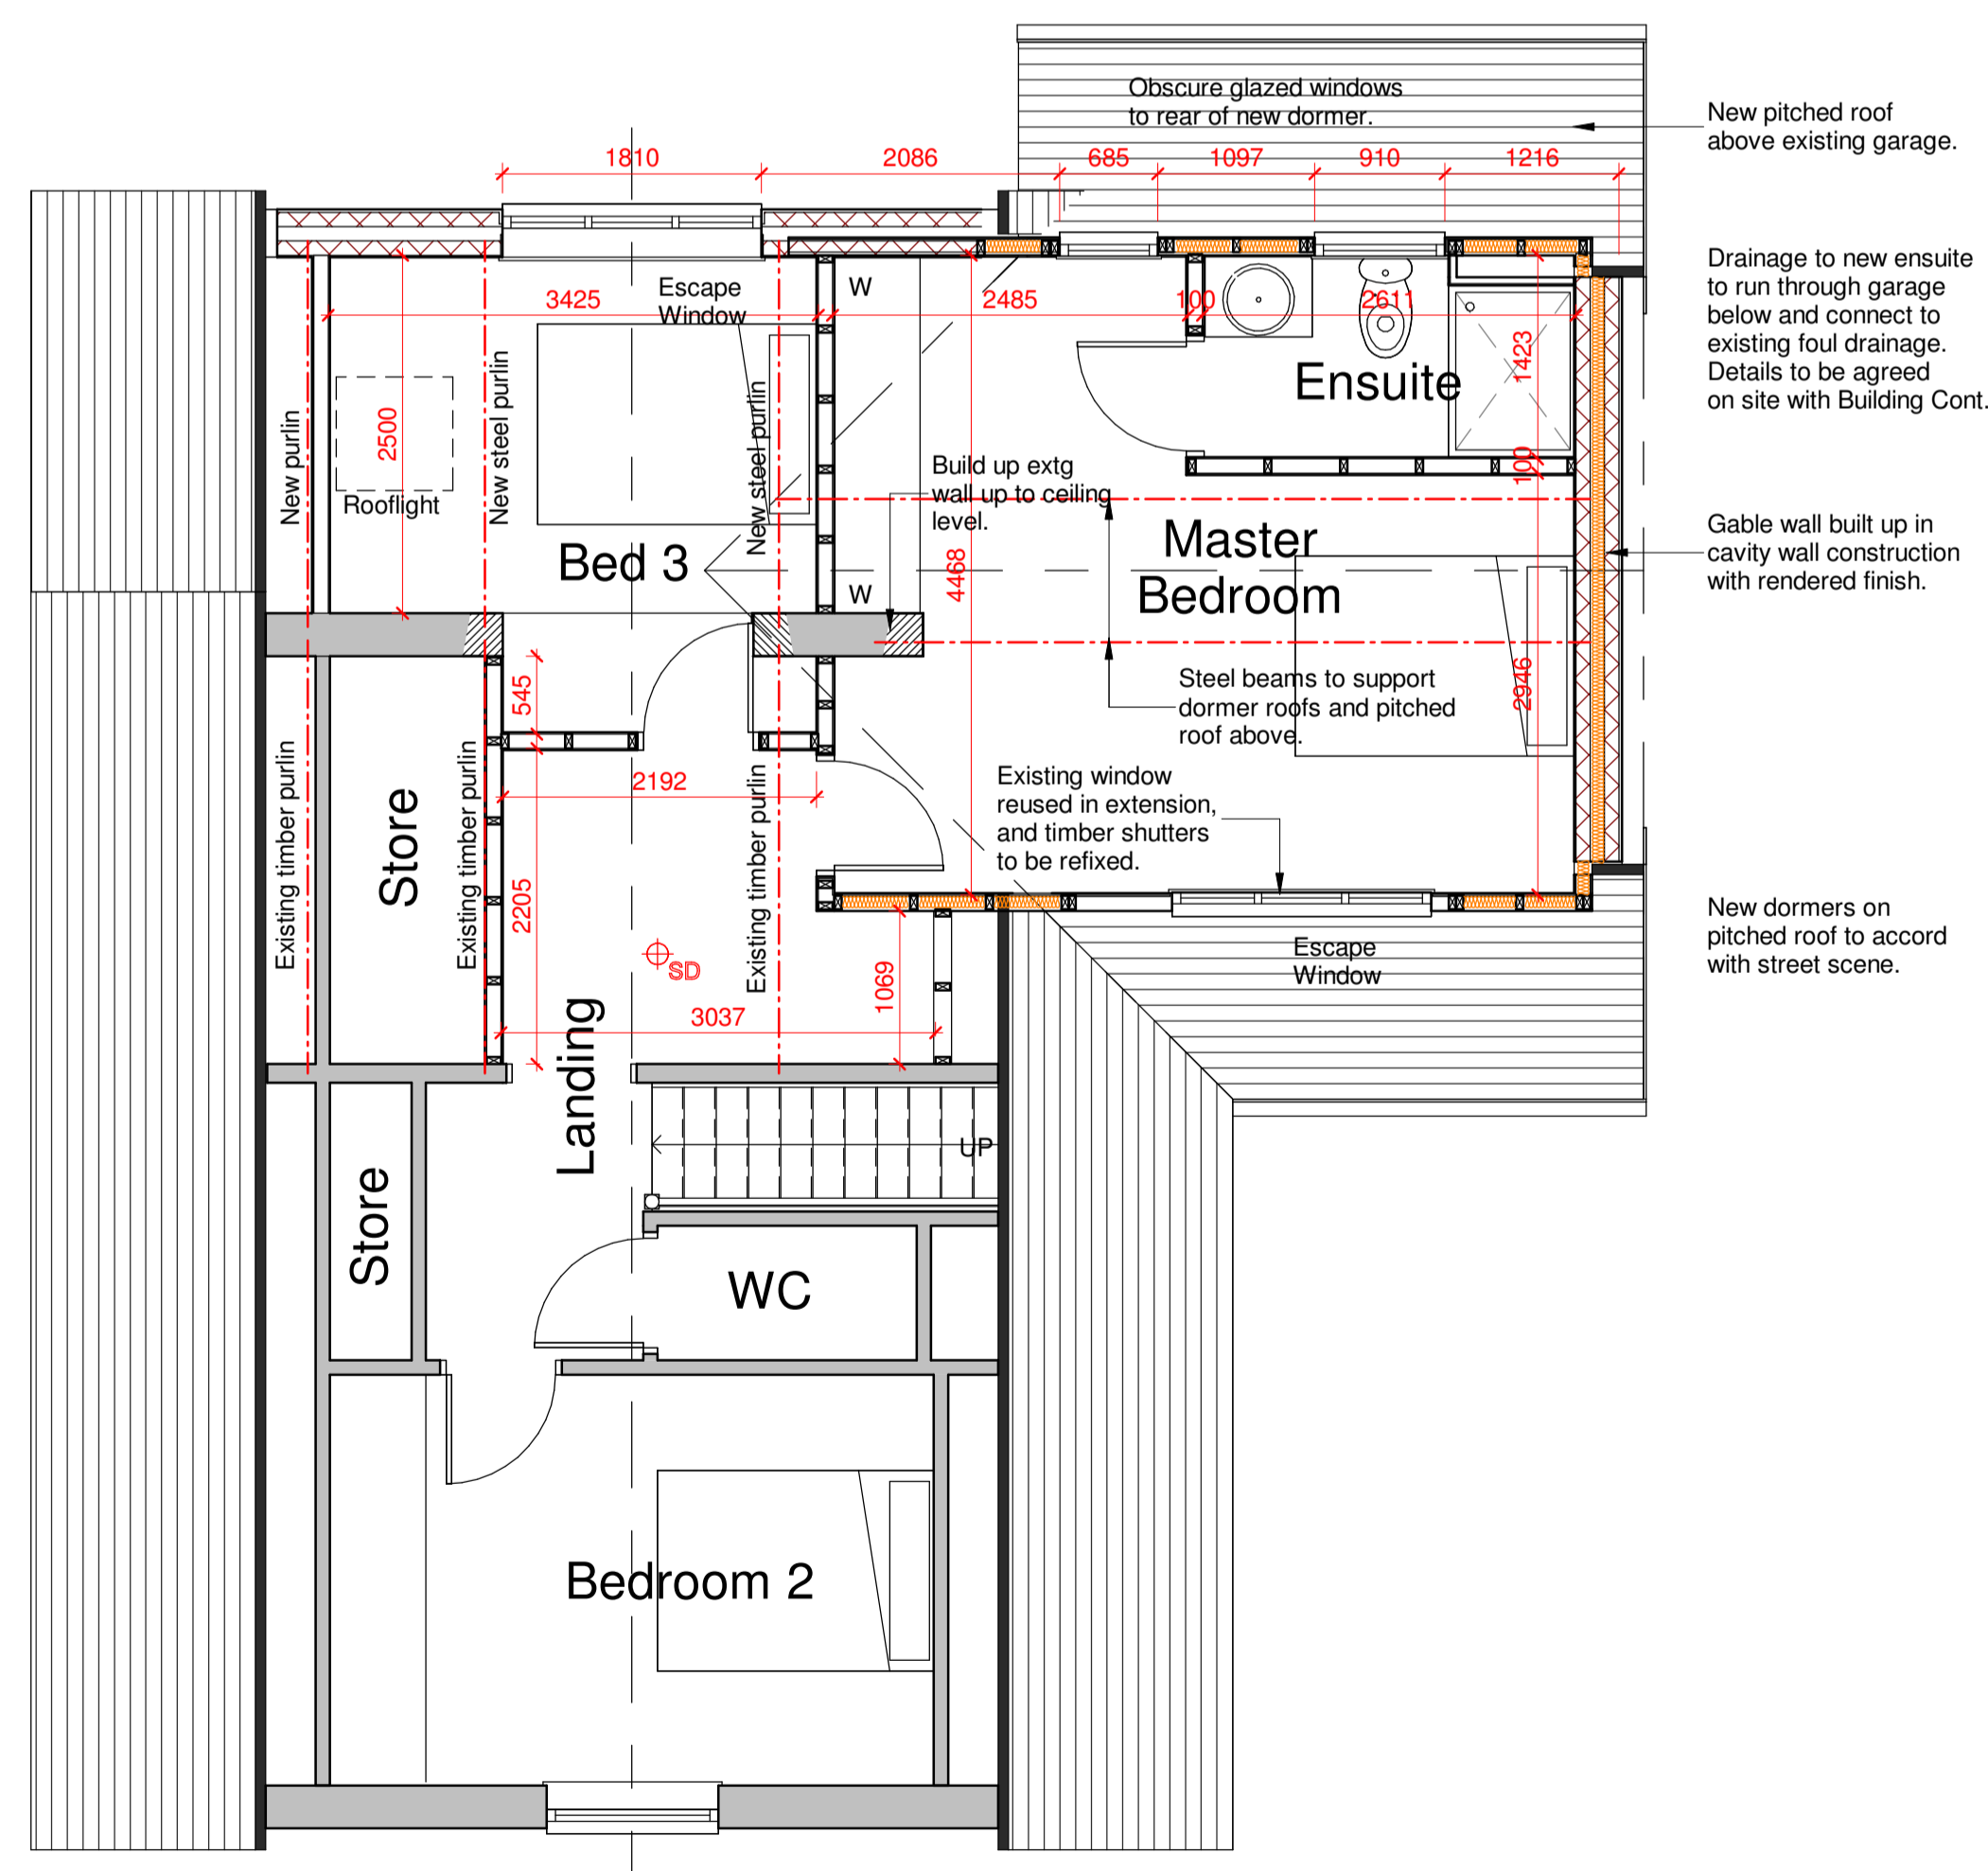 Obscure glazed windows
to rear of new dormer.
New pitched roof
above existing garage.
1810
2086
685
1097
910
1216
Drainage to new ensuite
to run through garage
below and connect to
existing foul drainage.
Details to be agreed
on site with Building Cont.
Escape
Window
W
3425
2485
100
2611
1423
Ensuite
New purlin
2500
New steel purlin
New steel purlin
Rooflight
Build up extg
wall up to ceiling
level.
100
Bed 3
Master
Bedroom
4468
W
Gable wall built up in
cavity wall construction
with rendered finish.
545
Steel beams to support
dormer roofs and pitched
roof above.
2946
Existing timber purlin
Store
Existing timber purlin
2192
Existing timber purlin
Existing window
reused in extension,
and timber shutters
to be refixed.
2205
SD
1069
3037
Escape
Window
New dormers on
pitched roof to accord
with street scene.
Landing
UP
Store
WC
Bedroom 2